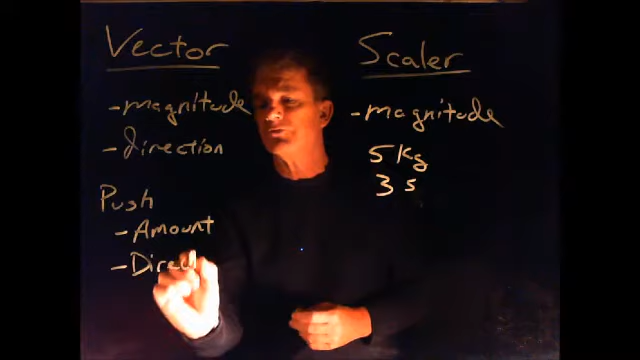 Vector
- magnitude
- direction
Push
- Amount
- Direc
Scaler
- magnitude
5 Kg
3 s